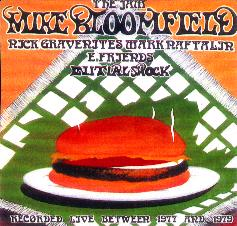 THE JAM
MIKE BLOOMFIELD
NICK GRAVENITES MARK NAFTALIN
E. FRIENDS
INITIAL SHOCK
RECORDED LIVE BETWEEN 1977 AND 1979